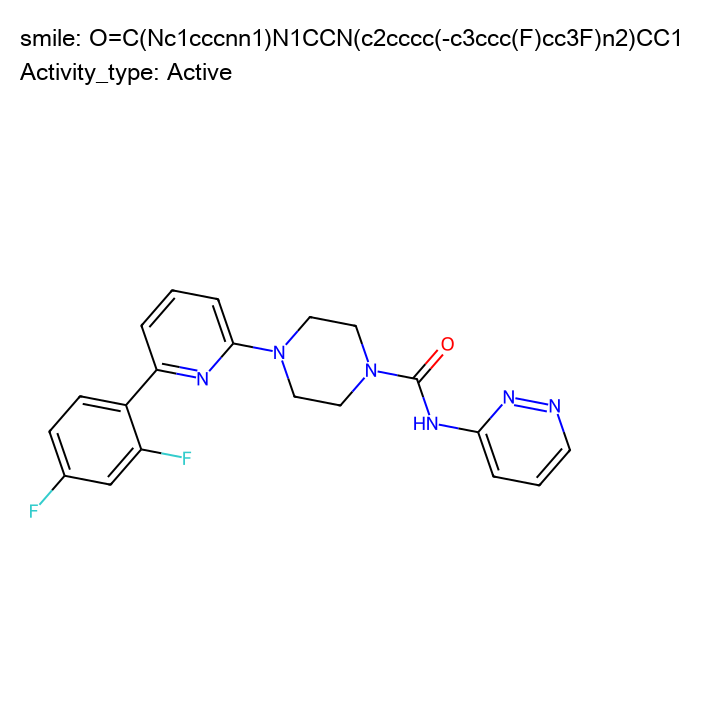 smile: O=C(Nc1cccnn1)N1CCN(c2cccc(-c3ccc(F)cc3F)n2)CC1
Activity_type: Active
O
N
N
N
N
N
HN
F
F